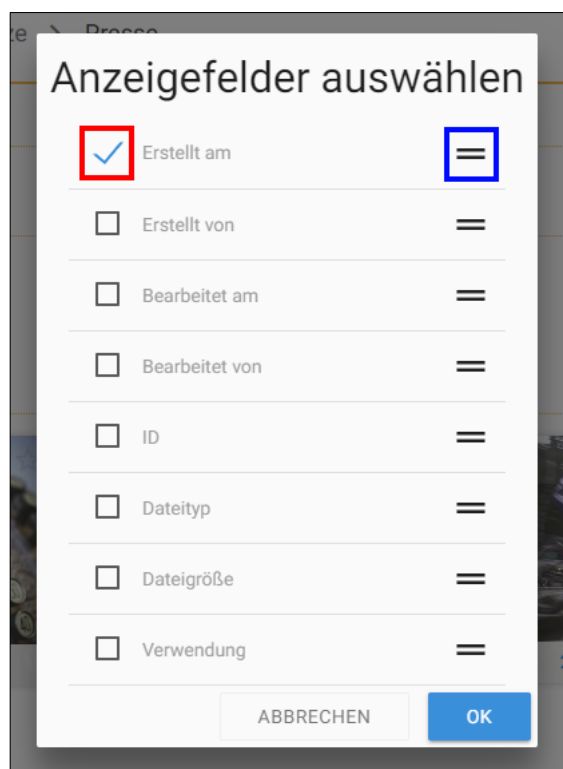 Presse
Anzeigefelder auswählen
Erstellt am
Erstellt von
Bearbeitet am
Bearbeitet von
ID
Dateityp
Dateigröße
Verwendung
ABBRECHEN OK